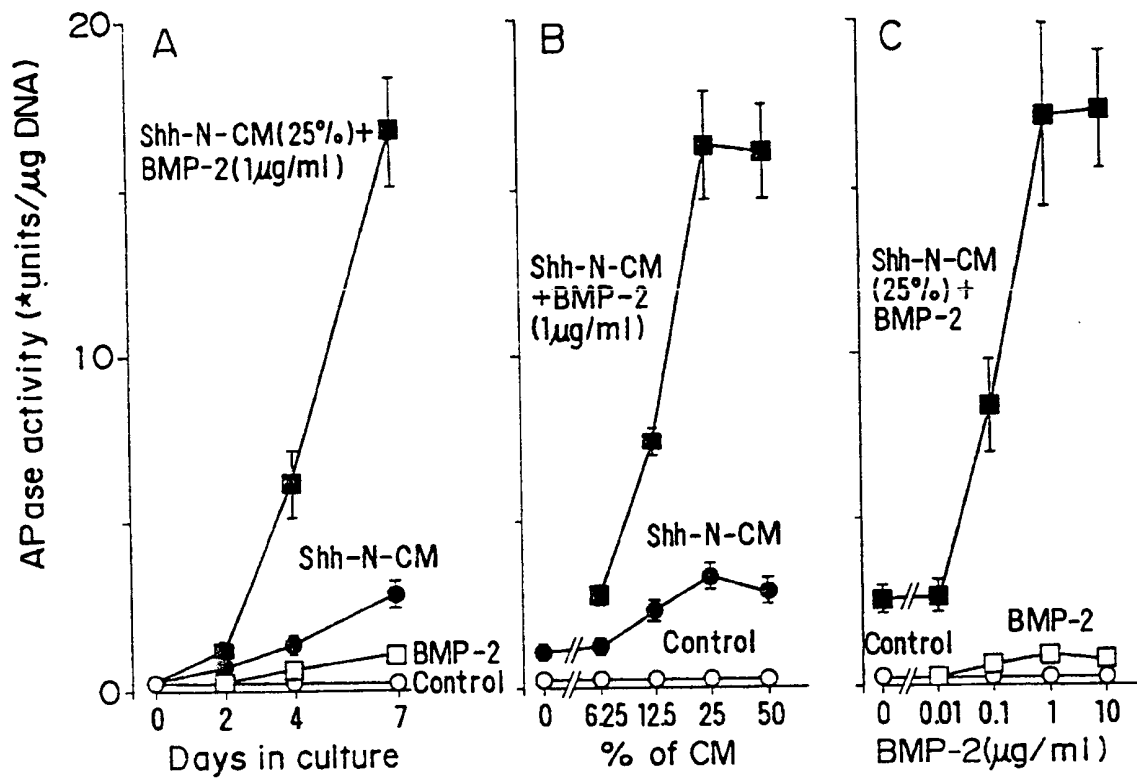 20
10
0
APase activity (*units/μg DNA)
A
Shh-N-CM(25%)+
BMP-2(1μg/ml)
Shh-N-CM
BMP-2
Control
0 2 4 7
Days in culture
B
Shh-N-CM
+BMP-2
(1μg/ml)
Shh-N-CM
Control
0 6.25 12.5 25 50
% of CM
C
Shh-N-CM
(25%)+
BMP-2
Control
BMP-2
0 0.01 0.1 1 10
BMP-2(μg/ml)